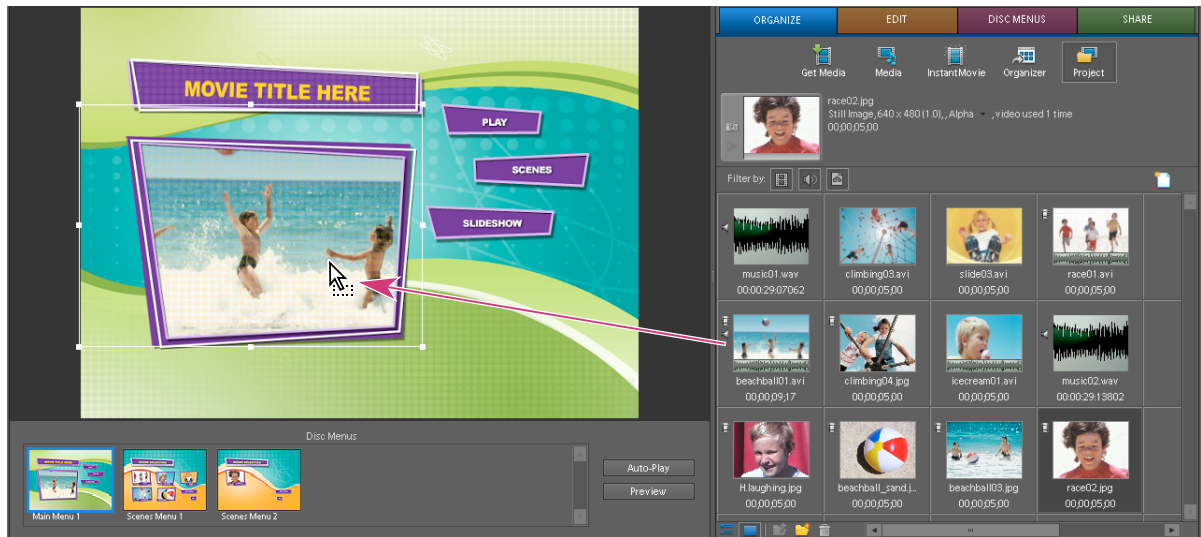 MOVIE TITLE HERE
PLAY
SCENES
SLIDESHOW
Disc Menus
Main Menu 1
Scenes Menu 1
Scenes Menu 2
Auto-Play
Preview
ORGANIZE EDIT DISC MENUS SHARE
Get Media Media InstantMovie Organizer Project
race02.jpg
Still Image, 640 x 480 (1.0), , Alpha , video used 1 time
00;00;05;00
Filter by:
music01.wav climbing03.avi slide03.avi race01.avi
00:00:29:07062 00;00;05;00 00;00;05;00 00;00;05;00
beachball01.avi climbing04.jpg icecream01.avi music02.wav
00;00;09;17 00;00;05;00 00;00;05;00 00:00:29:13802
H.laughing.jpg beachball_sand.j... beachball03.jpg race02.jpg
00;00;05;00 00;00;05;00 00;00;05;00 00;00;05;00